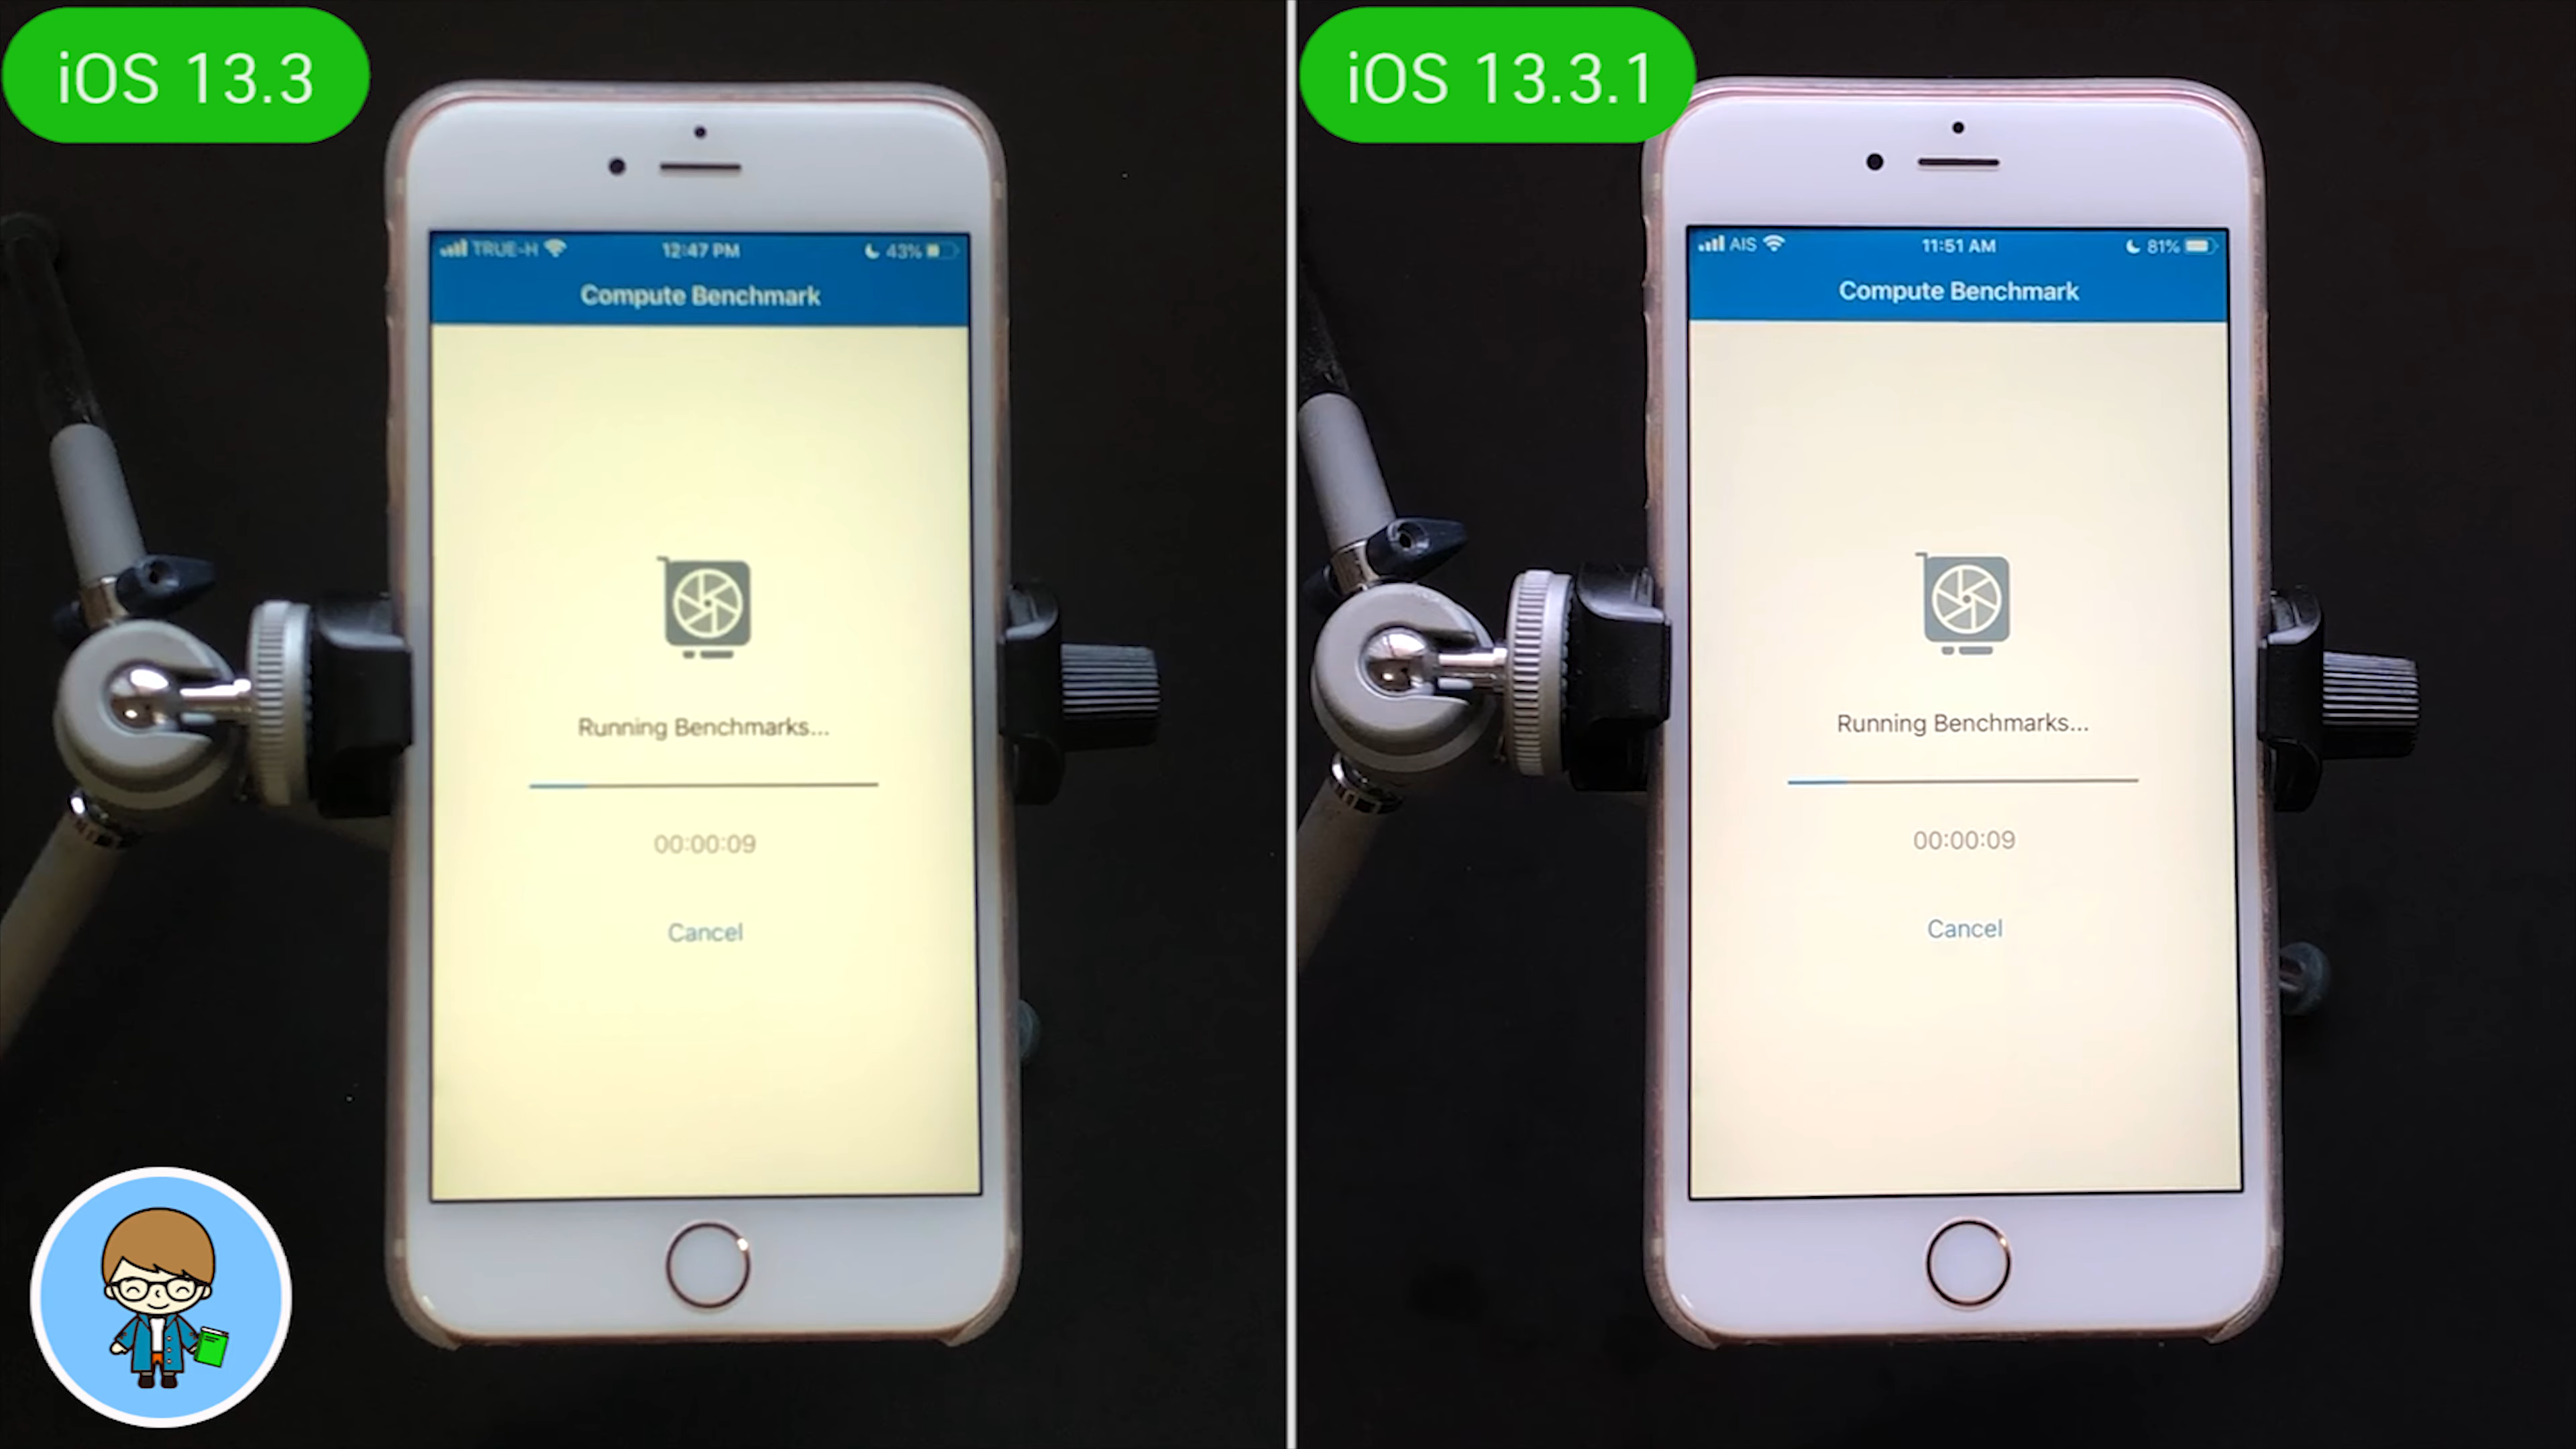 iOS 13.3
TRUE-H 12:47 PM 43%
Compute Benchmark
Running Benchmarks...
00:00:09
Cancel
iOS 13.3.1
AIS 11:51 AM 81%
Compute Benchmark
Running Benchmarks...
00:00:09
Cancel